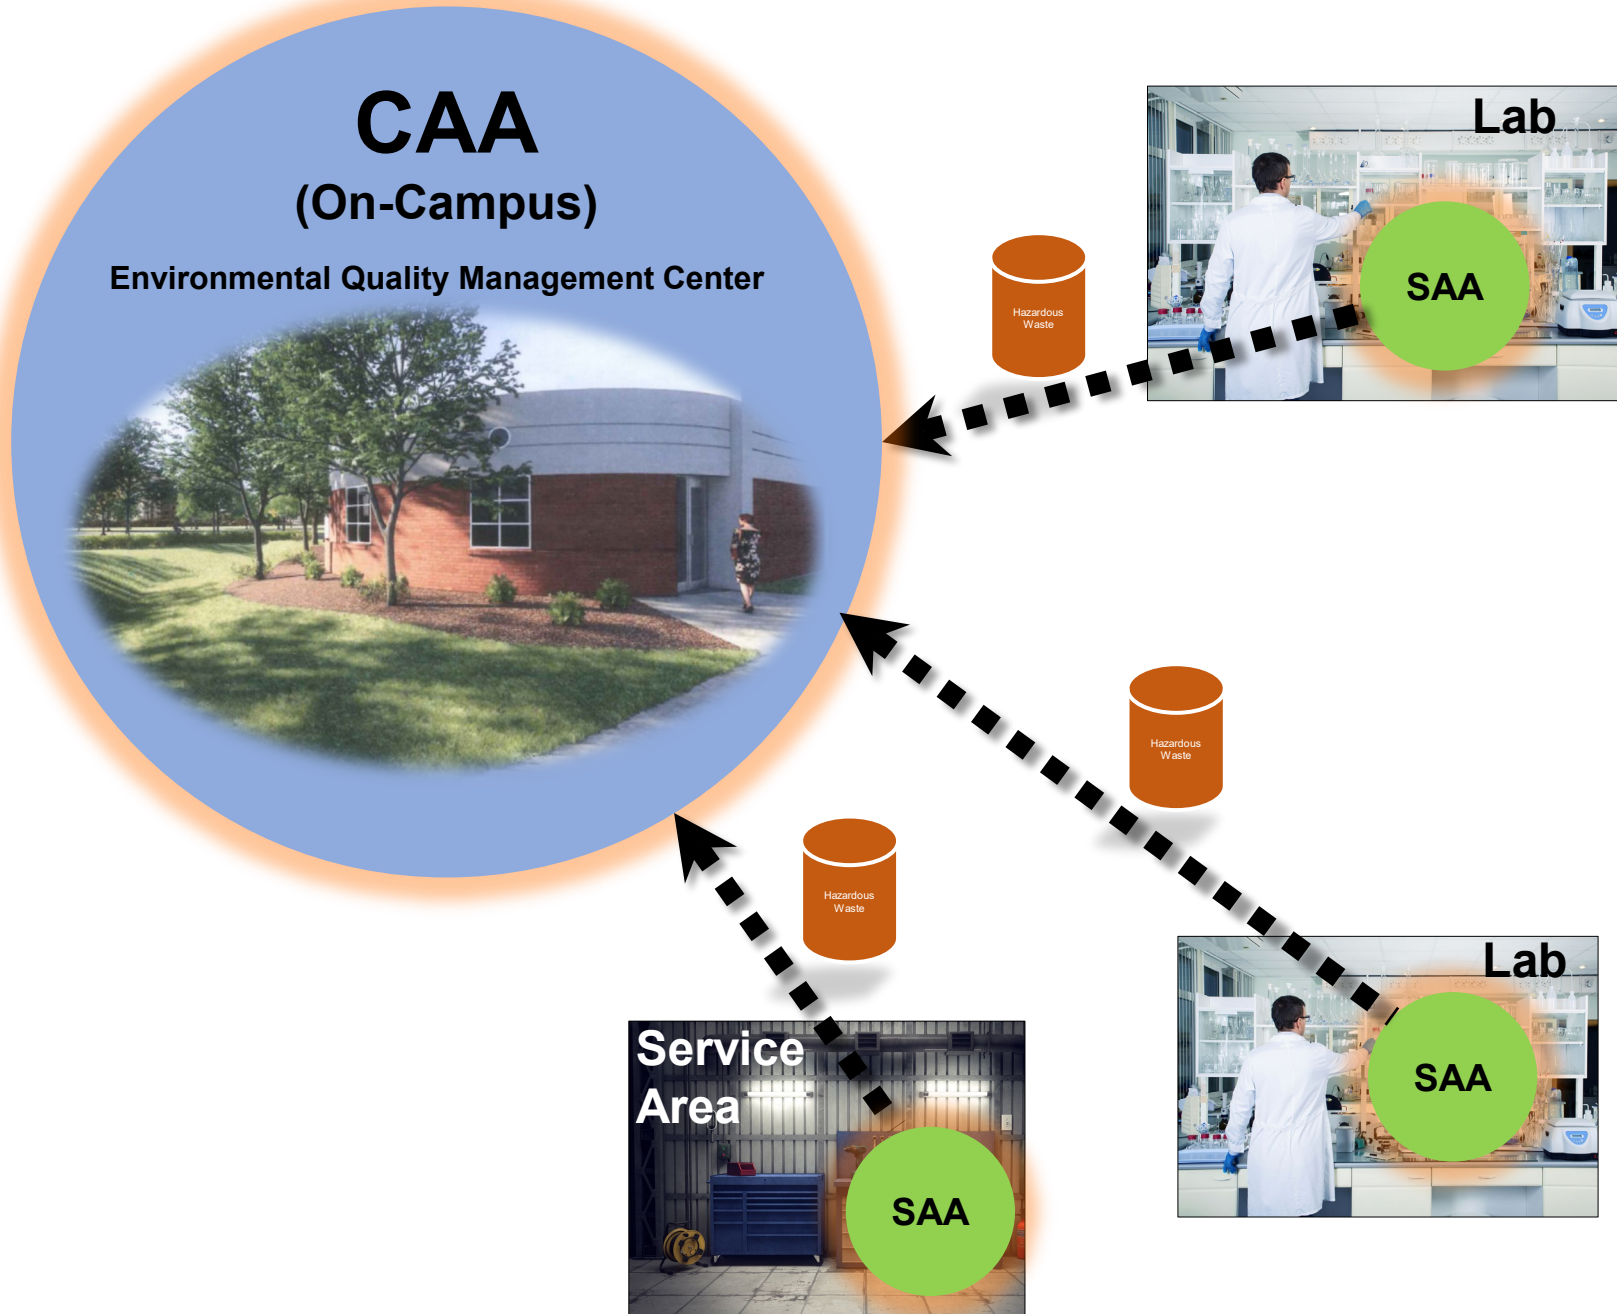 CAA
(On-Campus)
Environmental Quality Management Center
Lab
SAA
Hazardous
Waste
Hazardous
Waste
Hazardous
Waste
Lab
SAA
Service
Area
SAA